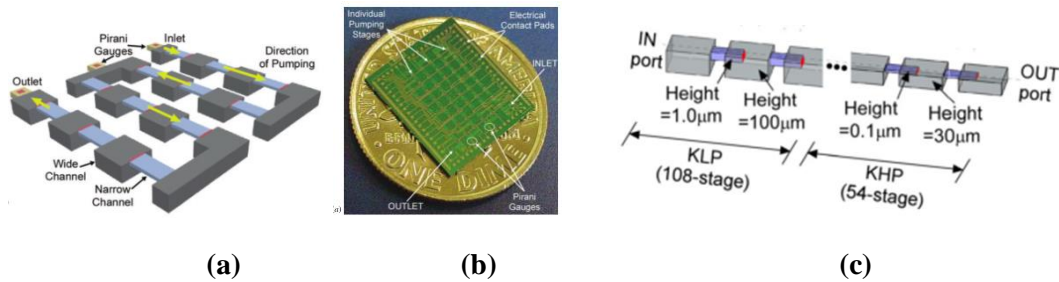 Pirani
Gauges
Inlet
Direction
of Pumping
Outlet
Wide
Channel
Narrow
Channel
Individual
Pumping
Stages
Electrical
Contact Pads
INLET
OUTLET
Pirani
Gauges
ONE DIME
(a)
IN
port
Height
=1.0μm
Height
=100μm
Height
=0.1μm
Height
=30μm
OUT
port
KLP
(108-stage)
KHP
(54-stage)
(a)
(b)
(c)